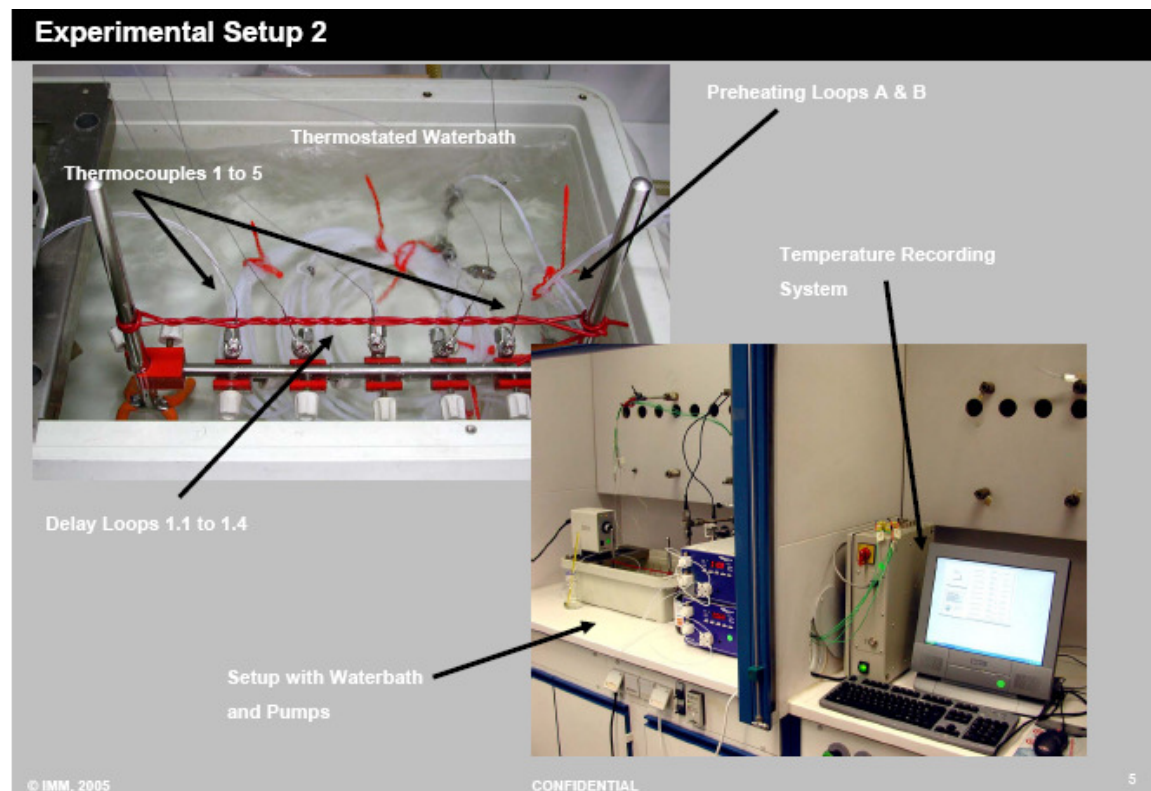 Experimental Setup 2
Preheating Loops A & B
Thermostated Waterbath
Thermocouples 1 to 5
Temperature Recording
System
Delay Loops 1.1 to 1.4
Setup with Waterbath
and Pumps
© IMM, 2005
CONFIDENTIAL
5